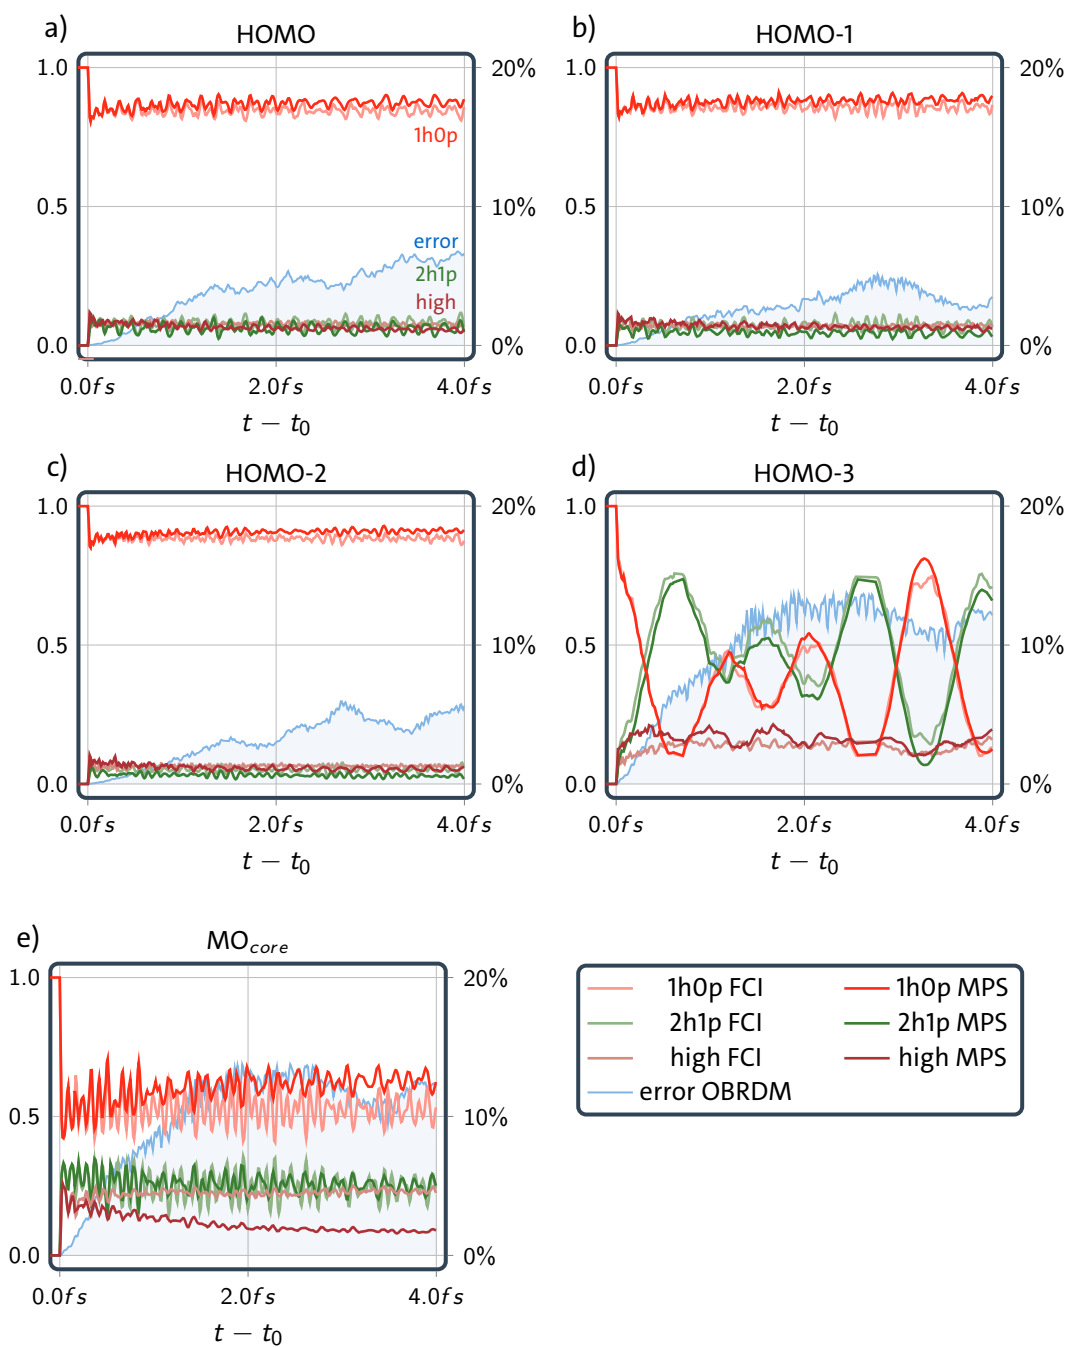 a)
HOMO
1.0
0.5
0.0
20%
10%
0%
1h0p
error
2h1p
high
0.0fs
2.0fs
4.0fs
t − t0
b)
HOMO-1
1.0
0.5
0.0
20%
10%
0%
0.0fs
2.0fs
4.0fs
t − t0
c)
HOMO-2
1.0
0.5
0.0
20%
10%
0%
0.0fs
2.0fs
4.0fs
t − t0
d)
HOMO-3
1.0
0.5
0.0
20%
10%
0%
0.0fs
2.0fs
4.0fs
t − t0
e)
MOcore
1.0
0.5
0.0
20%
10%
0%
0.0fs
2.0fs
4.0fs
t − t0
1h0p FCI
1h0p MPS
2h1p FCI
2h1p MPS
high FCI
high MPS
error OBRDM